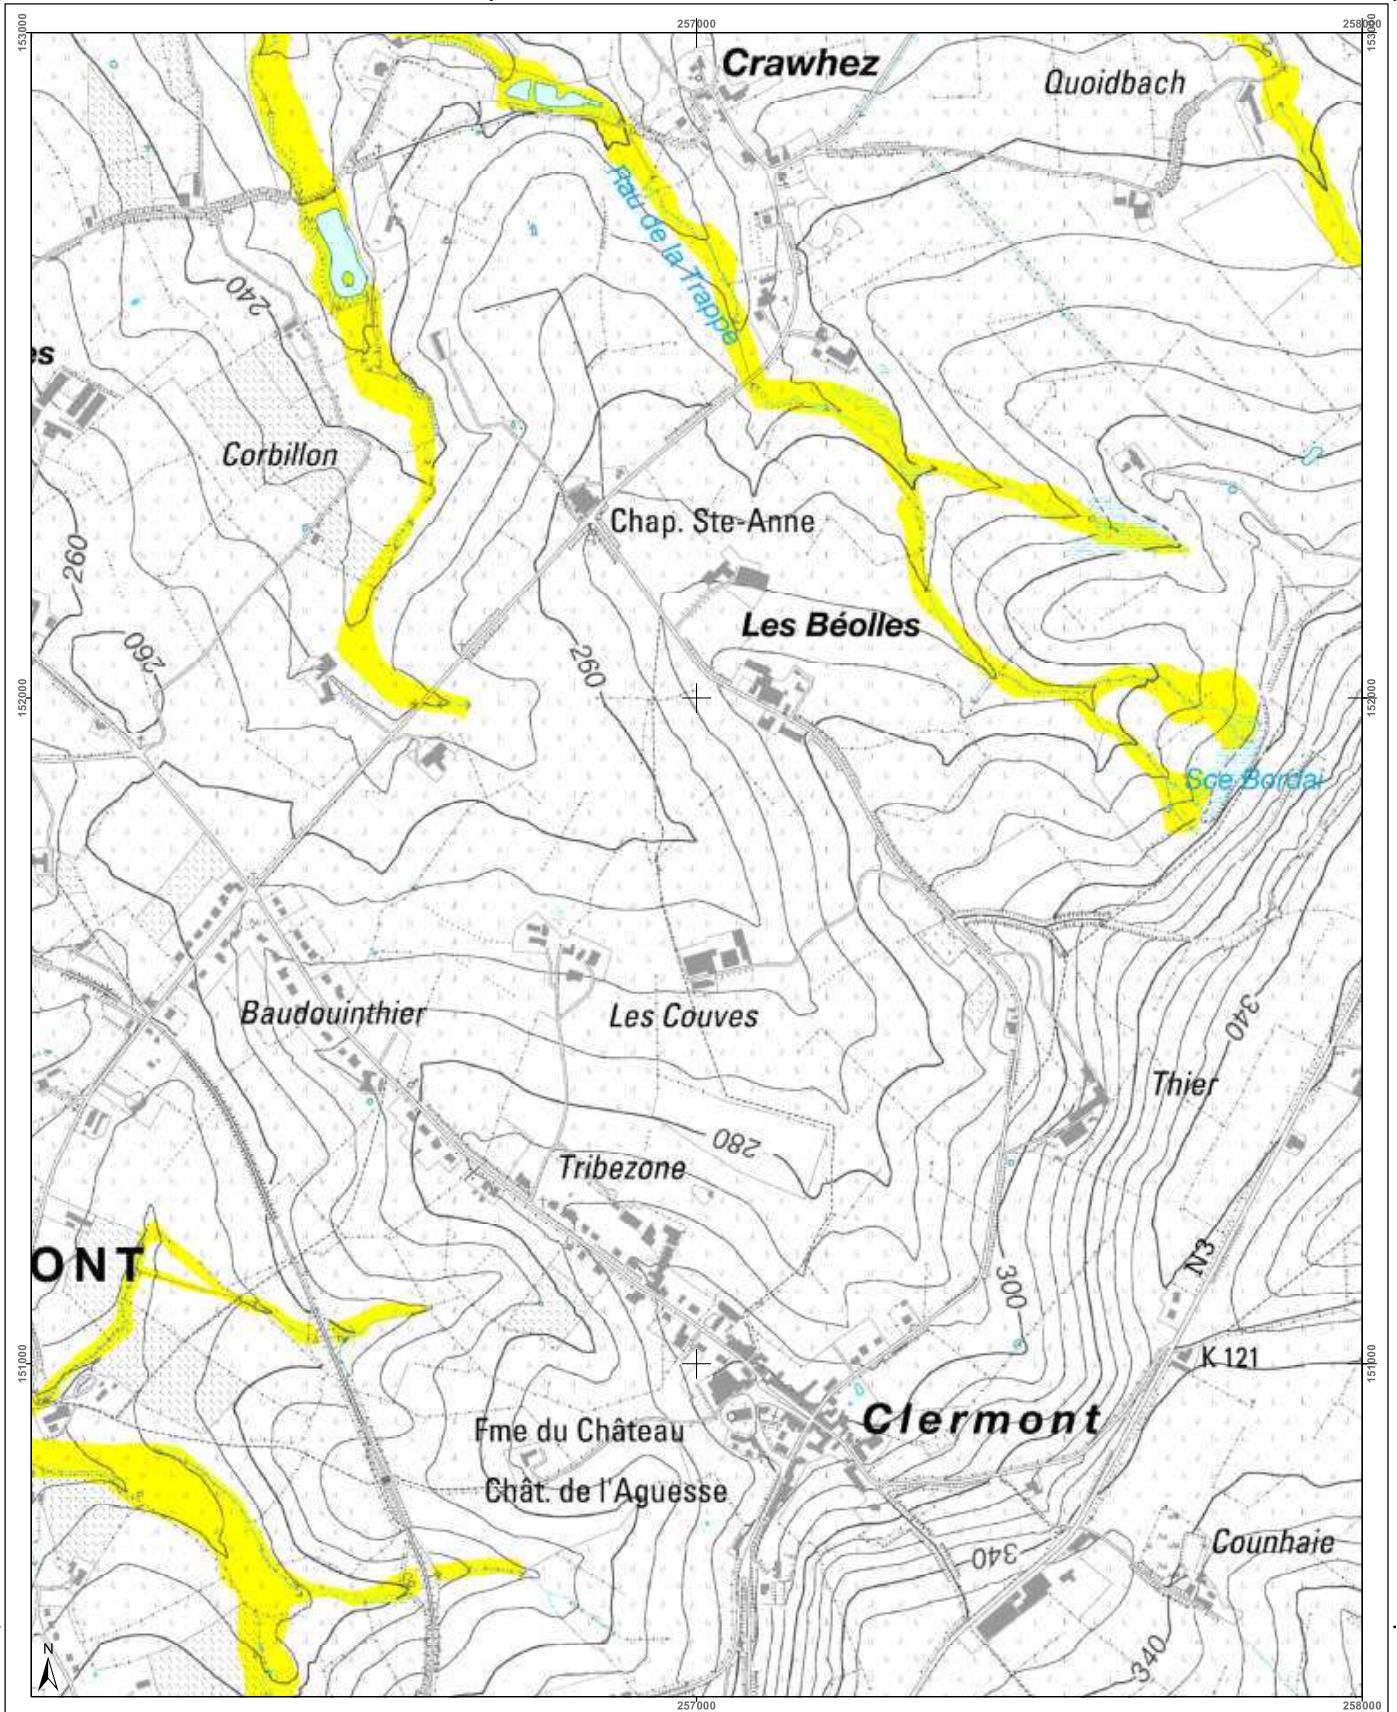 257000
258000
153000
153000
Crawhez
Quoidbach
Rau de la Trappe
240
es
Corbillon
Chap. Ste-Anne
260
Les Béolles
260
260
152000
152000
Sce Bordai
Baudouinthier
Les Couves
340
Thier
280
Tribezone
ONT
N3
300
K 121
151000
151000
Clermont
Fme du Château
Chât. de l'Aguesse
Counhaie
340
340
N
257000
258000